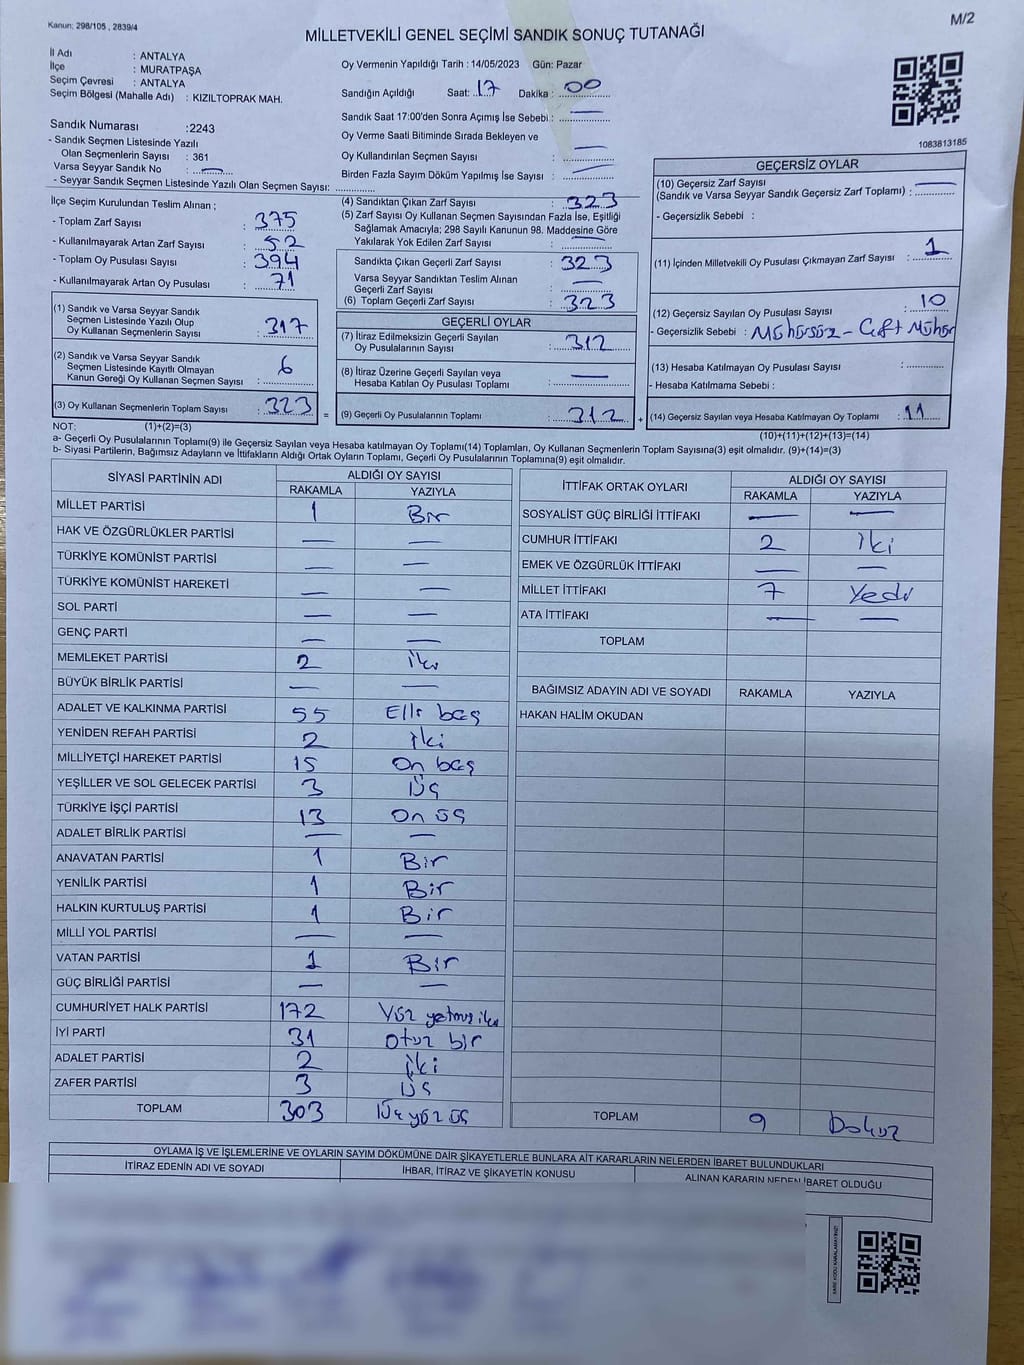 Kanun: 298/105 , 2839/4
M/2
MİLLETVEKİLİ GENEL SEÇİMİ SANDIK SONUÇ TUTANAĞI
İl Adı : ANTALYA
İlçe : MURATPAŞA
Seçim Çevresi : ANTALYA
Seçim Bölgesi (Mahalle Adı) : KIZILTOPRAK MAH.
Sandık Numarası :2243
- Sandık Seçmen Listesinde Yazılı
Olan Seçmenlerin Sayısı : 361
Varsa Seyyar Sandık No : —
- Seyyar Sandık Seçmen Listesinde Yazılı Olan Seçmen Sayısı: ..............
Oy Vermenin Yapıldığı Tarih : 14/05/2023 Gün: Pazar
Sandığın Açıldığı Saat: 17 Dakika : 00
Sandık Saat 17:00'den Sonra Açımış İse Sebebi : —
Oy Verme Saati Bitiminde Sırada Bekleyen ve
Oy Kullandırılan Seçmen Sayısı : —
Birden Fazla Sayım Döküm Yapılmış İse Sayısı : —
1083813185
İlçe Seçim Kurulundan Teslim Alınan ;
- Toplam Zarf Sayısı : 375
- Kullanılmayarak Artan Zarf Sayısı : 52
- Toplam Oy Pusulası Sayısı : 394
- Kullanılmayarak Artan Oy Pusulası : 71
(1) Sandık ve Varsa Seyyar Sandık
Seçmen Listesinde Yazılı Olup
Oy Kullanan Seçmenlerin Sayısı : 317
(2) Sandık ve Varsa Seyyar Sandık
Seçmen Listesinde Kayıtlı Olmayan
Kanun Gereği Oy Kullanan Seçmen Sayısı : 6
(3) Oy Kullanan Seçmenlerin Toplam Sayısı : 323
(4) Sandıktan Çıkan Zarf Sayısı : 323
(5) Zarf Sayısı Oy Kullanan Seçmen Sayısından Fazla İse, Eşitliği
Sağlamak Amacıyla; 298 Sayılı Kanunun 98. Maddesine Göre
Yakılarak Yok Edilen Zarf Sayısı : —
Sandıkta Çıkan Geçerli Zarf Sayısı : 323
Varsa Seyyar Sandıktan Teslim Alınan
Geçerli Zarf Sayısı : —
(6) Toplam Geçerli Zarf Sayısı : 323
GEÇERLİ OYLAR
(7) İtiraz Edilmeksizin Geçerli Sayılan
Oy Pusulalarının Sayısı : 312
(8) İtiraz Üzerine Geçerli Sayılan veya
Hesaba Katılan Oy Pusulası Toplamı : —
= (9) Geçerli Oy Pusulalarının Toplamı : 312
GEÇERSİZ OYLAR
(10) Geçersiz Zarf Sayısı
(Sandık ve Varsa Seyyar Sandık Geçersiz Zarf Toplamı) : —
- Geçersizlik Sebebi :
(11) İçinden Milletvekili Oy Pusulası Çıkmayan Zarf Sayısı : 1
(12) Geçersiz Sayılan Oy Pusulası Sayısı : 10
- Geçersizlik Sebebi : Mühürsüz - Çift Mühür
(13) Hesaba Katılmayan Oy Pusulası Sayısı : ..........
- Hesaba Katılmama Sebebi :
+ (14) Geçersiz Sayılan veya Hesaba Katılmayan Oy Toplamı : 11
NOT: (1)+(2)=(3)
(10)+(11)+(12)+(13)=(14)
a- Geçerli Oy Pusulalarının Toplamı(9) ile Geçersiz Sayılan veya Hesaba katılmayan Oy Toplamı(14) Toplamları, Oy Kullanan Seçmenlerin Toplam Sayısına(3) eşit olmalıdır. (9)+(14)=(3)
b- Siyasi Partilerin, Bağımsız Adayların ve İttifakların Aldığı Ortak Oyların Toplamı, Geçerli Oy Pusulalarının Toplamına(9) eşit olmalıdır.
SİYASİ PARTİNİN ADI ALDIĞI OY SAYISI
RAKAMLA YAZIYLA
MİLLET PARTİSİ 1 Bir
HAK VE ÖZGÜRLÜKLER PARTİSİ — —
TÜRKİYE KOMÜNİST PARTİSİ — —
TÜRKİYE KOMÜNİST HAREKETİ — —
SOL PARTİ — —
GENÇ PARTİ — —
MEMLEKET PARTİSİ 2 iki
BÜYÜK BİRLİK PARTİSİ — —
ADALET VE KALKINMA PARTİSİ 55 Elli beş
YENİDEN REFAH PARTİSİ 2 iki
MİLLİYETÇİ HAREKET PARTİSİ 15 On beş
YEŞİLLER VE SOL GELECEK PARTİSİ 3 Üç
TÜRKİYE İŞÇİ PARTİSİ 13 On üç
ADALET BİRLİK PARTİSİ — —
ANAVATAN PARTİSİ 1 Bir
YENİLİK PARTİSİ 1 Bir
HALKIN KURTULUŞ PARTİSİ 1 Bir
MİLLİ YOL PARTİSİ — —
VATAN PARTİSİ 1 Bir
GÜÇ BİRLİĞİ PARTİSİ — —
CUMHURİYET HALK PARTİSİ 172 Yüz yetmiş iki
İYİ PARTİ 31 Otuz bir
ADALET PARTİSİ 2 iki
ZAFER PARTİSİ 3 Üç
TOPLAM 303 Üç yüz üç
İTTİFAK ORTAK OYLARI ALDIĞI OY SAYISI
RAKAMLA YAZIYLA
SOSYALİST GÜÇ BİRLİĞİ İTTİFAKI — —
CUMHUR İTTİFAKI 2 iki
EMEK VE ÖZGÜRLÜK İTTİFAKI — —
MİLLET İTTİFAKI 7 Yedi
ATA İTTİFAKI — —
TOPLAM
BAĞIMSIZ ADAYIN ADI VE SOYADI RAKAMLA YAZIYLA
HAKAN HALİM OKUDAN
TOPLAM 9 Dokuz
OYLAMA İŞ VE İŞLEMLERİNE VE OYLARIN SAYIM DÖKÜMÜNE DAİR ŞİKAYETLERLE BUNLARA AİT KARARLARIN NELERDEN İBARET BULUNDUKLARI
İTİRAZ EDENİN ADI VE SOYADI İHBAR, İTİRAZ VE ŞİKAYETİN KONUSU ALINAN KARARIN NEDEN İBARET OLDUĞU